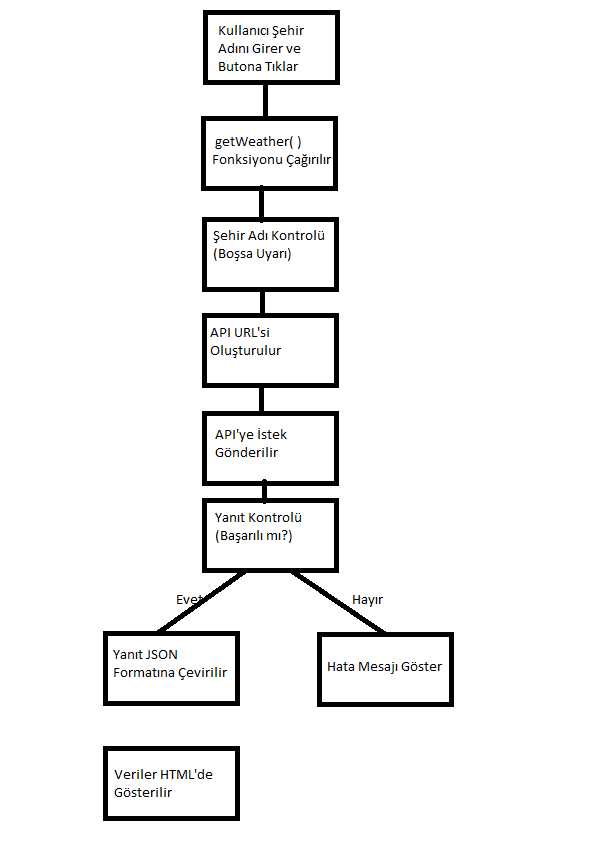 Kullanıcı Şehir
Adını Girer ve
Butona Tıklar
getWeather( )
Fonksiyonu Çağırılır
Şehir Adı Kontrolü
(Boşsa Uyarı)
API URL'si
Oluşturulur
API'ye İstek
Gönderilir
Yanıt Kontrolü
(Başarılı mı?)
Evet
Hayır
Yanıt JSON
Formatına Çevirilir
Hata Mesajı Göster
Veriler HTML'de
Gösterilir